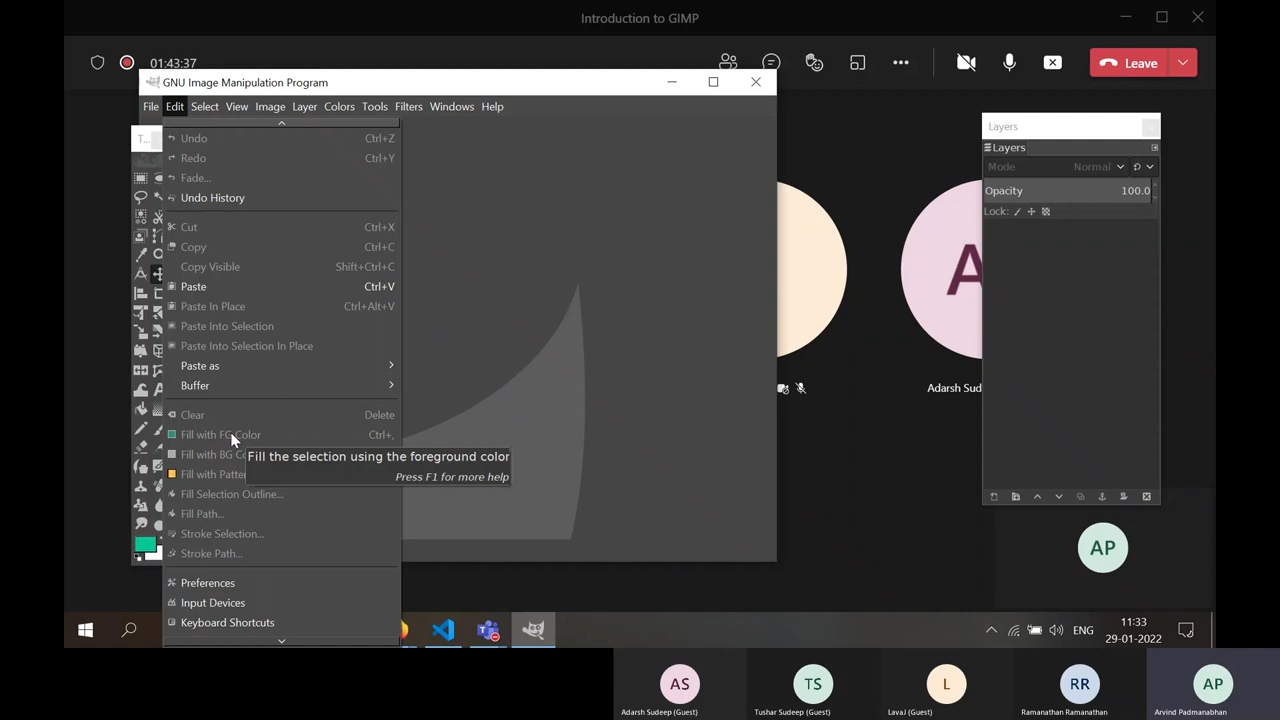 Introduction to GIMP
01:43:37
Leave
GNU Image Manipulation Program
File Edit Select View Image Layer Colors Tools Filters Windows Help
T...
Undo Ctrl+Z
Redo Ctrl+Y
Fade...
Undo History
Cut Ctrl+X
Copy Ctrl+C
Copy Visible Shift+Ctrl+C
Paste Ctrl+V
Paste In Place Ctrl+Alt+V
Paste Into Selection
Paste Into Selection In Place
Paste as
Buffer
Clear Delete
Fill with FG Color Ctrl+,
Fill with BG Co
Fill with Patter
Fill the selection using the foreground color
Press F1 for more help
Fill Selection Outline...
Fill Path...
Stroke Selection...
Stroke Path...
Preferences
Input Devices
Keyboard Shortcuts
Layers
Layers
Mode Normal
Opacity 100.0
Lock:
A
Adarsh Sud
AP
ENG
11:33
29-01-2022
AS
Adarsh Sudeep (Guest)
TS
Tushar Sudeep (Guest)
L
LavaJ (Guest)
RR
Ramanathan Ramanathan
AP
Arvind Padmanabhan